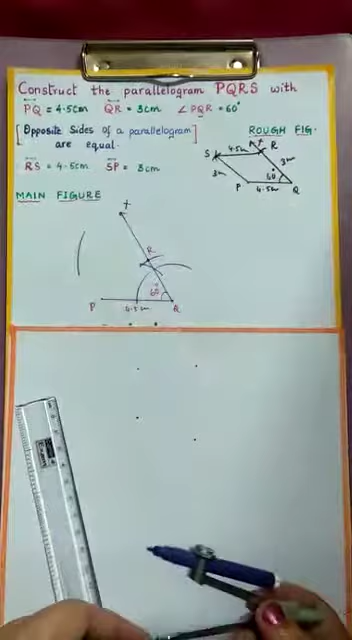 Construct the parallelogram PQRS with
PQ = 4.5cm QR = 3cm ∠PQR = 60°
[Opposite Sides of a parallelogram are equal.
ROUGH FIG.
4.5cm
X
R
S
3cm
3cm
60°
P
4.5cm
Q
RS = 4.5cm SP = 3cm
MAIN FIGURE
X
R
60°
P
4.5cm
Q